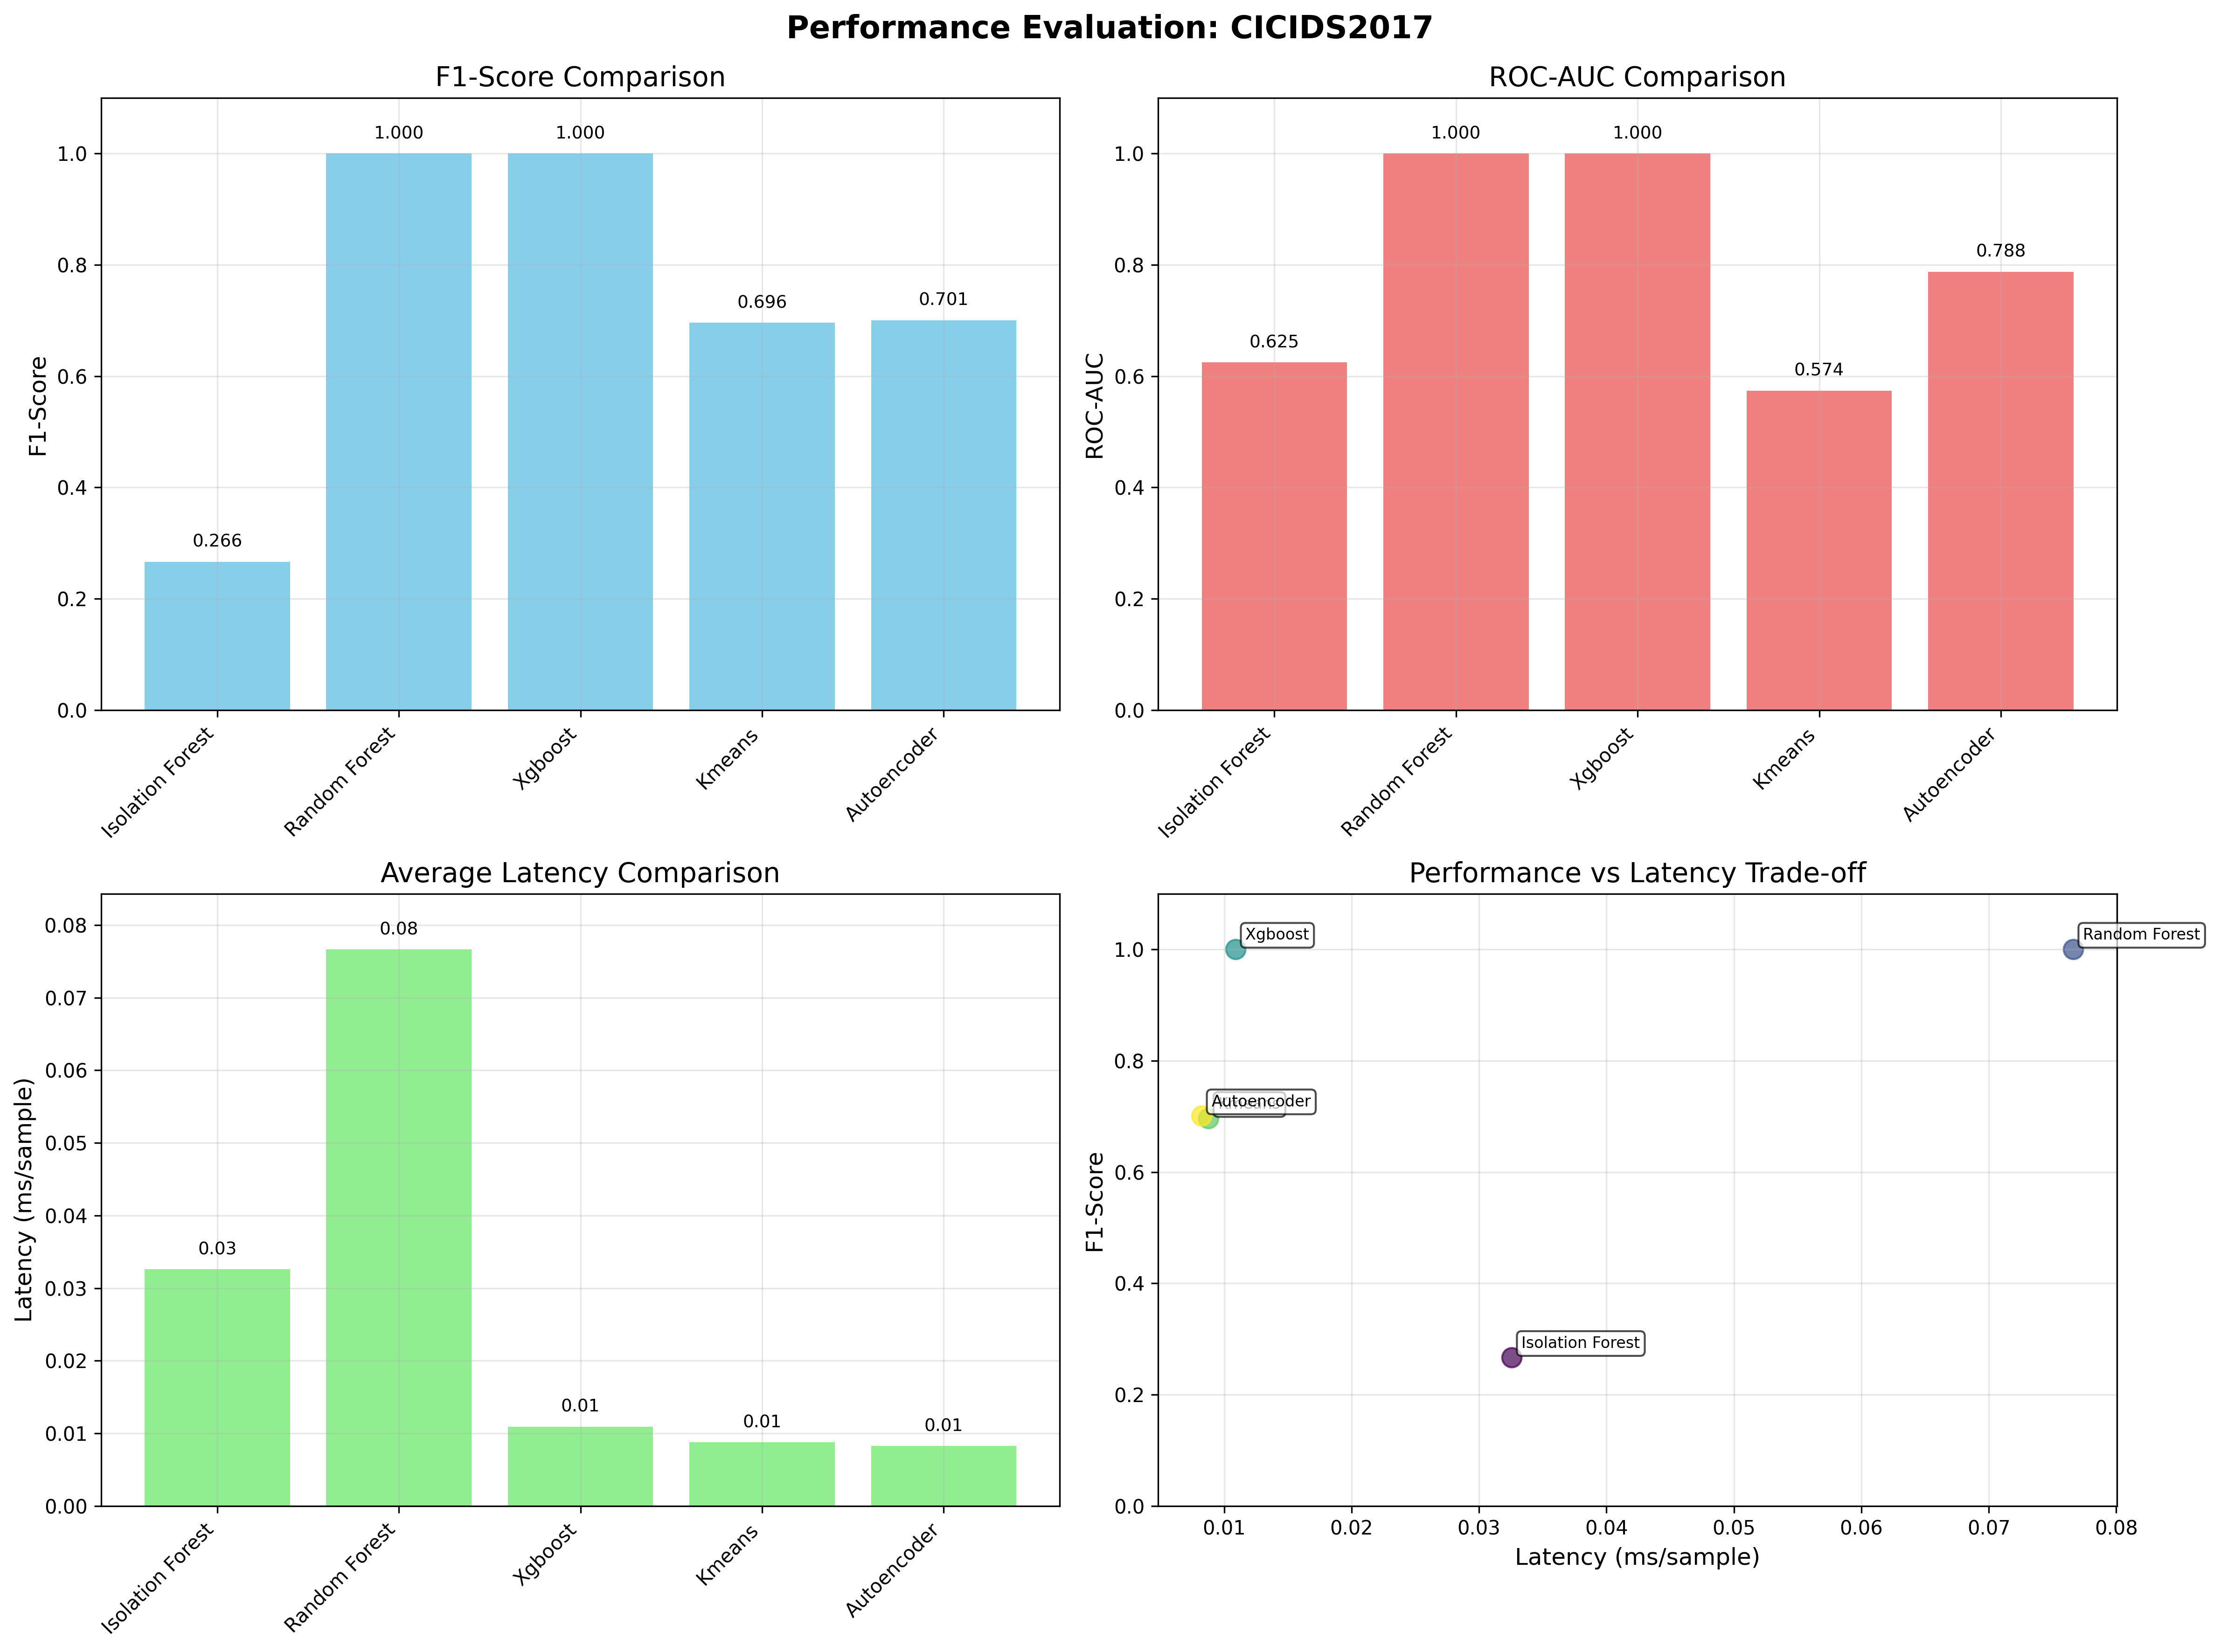 Performance Evaluation: CICIDS2017
F1-Score Comparison
F1-Score
1.0
0.8
0.6
0.4
0.2
0.0
0.266
1.000
1.000
0.696
0.701
Isolation Forest
Random Forest
Xgboost
Kmeans
Autoencoder
ROC-AUC Comparison
ROC-AUC
1.0
0.8
0.6
0.4
0.2
0.0
0.625
1.000
1.000
0.574
0.788
Isolation Forest
Random Forest
Xgboost
Kmeans
Autoencoder
Average Latency Comparison
Latency (ms/sample)
0.08
0.07
0.06
0.05
0.04
0.03
0.02
0.01
0.00
0.03
0.08
0.01
0.01
0.01
Isolation Forest
Random Forest
Xgboost
Kmeans
Autoencoder
Performance vs Latency Trade-off
F1-Score
1.0
0.8
0.6
0.4
0.2
0.0
Xgboost
Random Forest
Autoencoder
Isolation Forest
0.01
0.02
0.03
0.04
0.05
0.06
0.07
0.08
Latency (ms/sample)